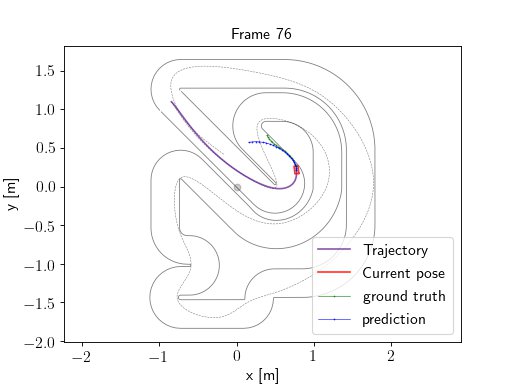 Frame 76
1.5
1.0
0.5
0.0
−0.5
−1.0
−1.5
−2.0
y [m]
−2
−1
0
1
2
x [m]
Trajectory
Current pose
ground truth
prediction